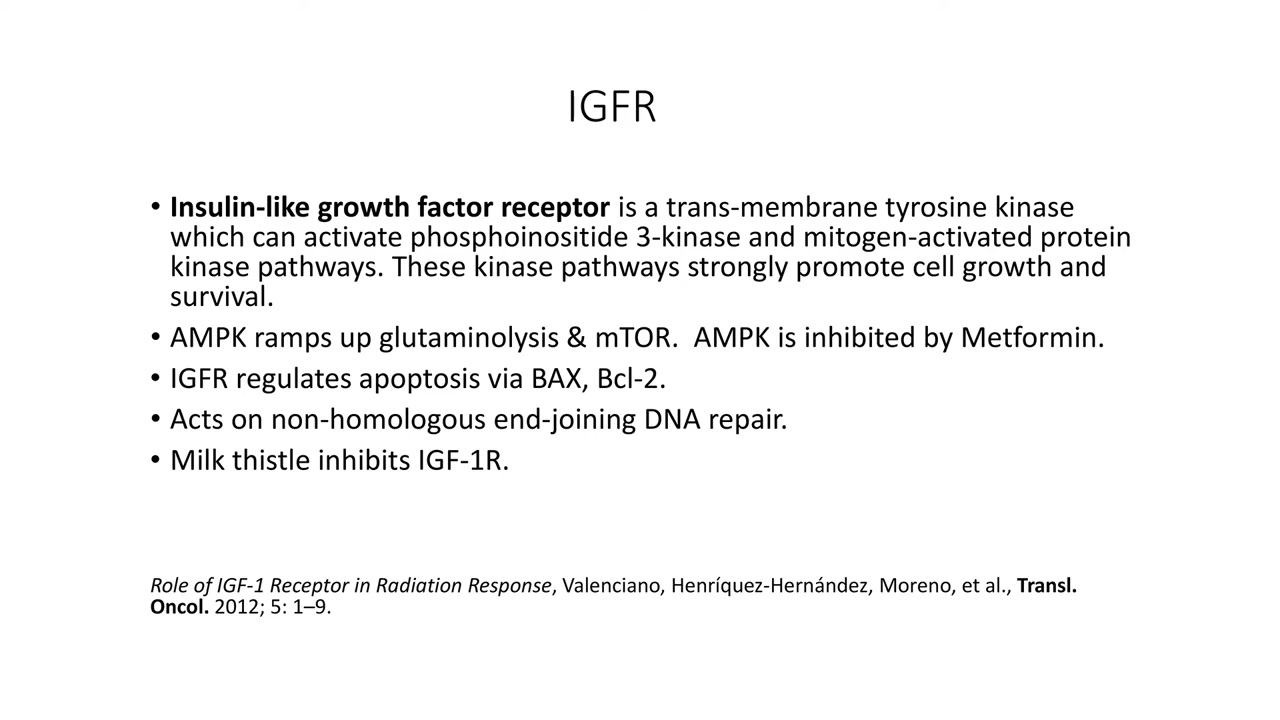 IGFR
• Insulin-like growth factor receptor is a trans-membrane tyrosine kinase
which can activate phosphoinositide 3-kinase and mitogen-activated protein
kinase pathways. These kinase pathways strongly promote cell growth and
survival.
• AMPK ramps up glutaminolysis & mTOR.  AMPK is inhibited by Metformin.
• IGFR regulates apoptosis via BAX, Bcl-2.
• Acts on non-homologous end-joining DNA repair.
• Milk thistle inhibits IGF-1R.
Role of IGF-1 Receptor in Radiation Response, Valenciano, Henríquez-Hernández, Moreno, et al., Transl.
Oncol. 2012; 5: 1–9.